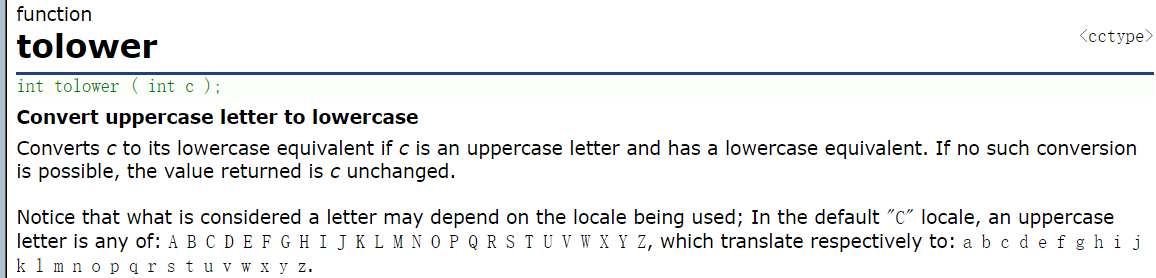 function
tolower
<cctype>
int tolower ( int c );
Convert uppercase letter to lowercase
Converts c to its lowercase equivalent if c is an uppercase letter and has a lowercase equivalent. If no such conversion
is possible, the value returned is c unchanged.
Notice that what is considered a letter may depend on the locale being used; In the default "C" locale, an uppercase
letter is any of: A B C D E F G H I J K L M N O P Q R S T U V W X Y Z, which translate respectively to: a b c d e f g h i j
k l m n o p q r s t u v w x y z.